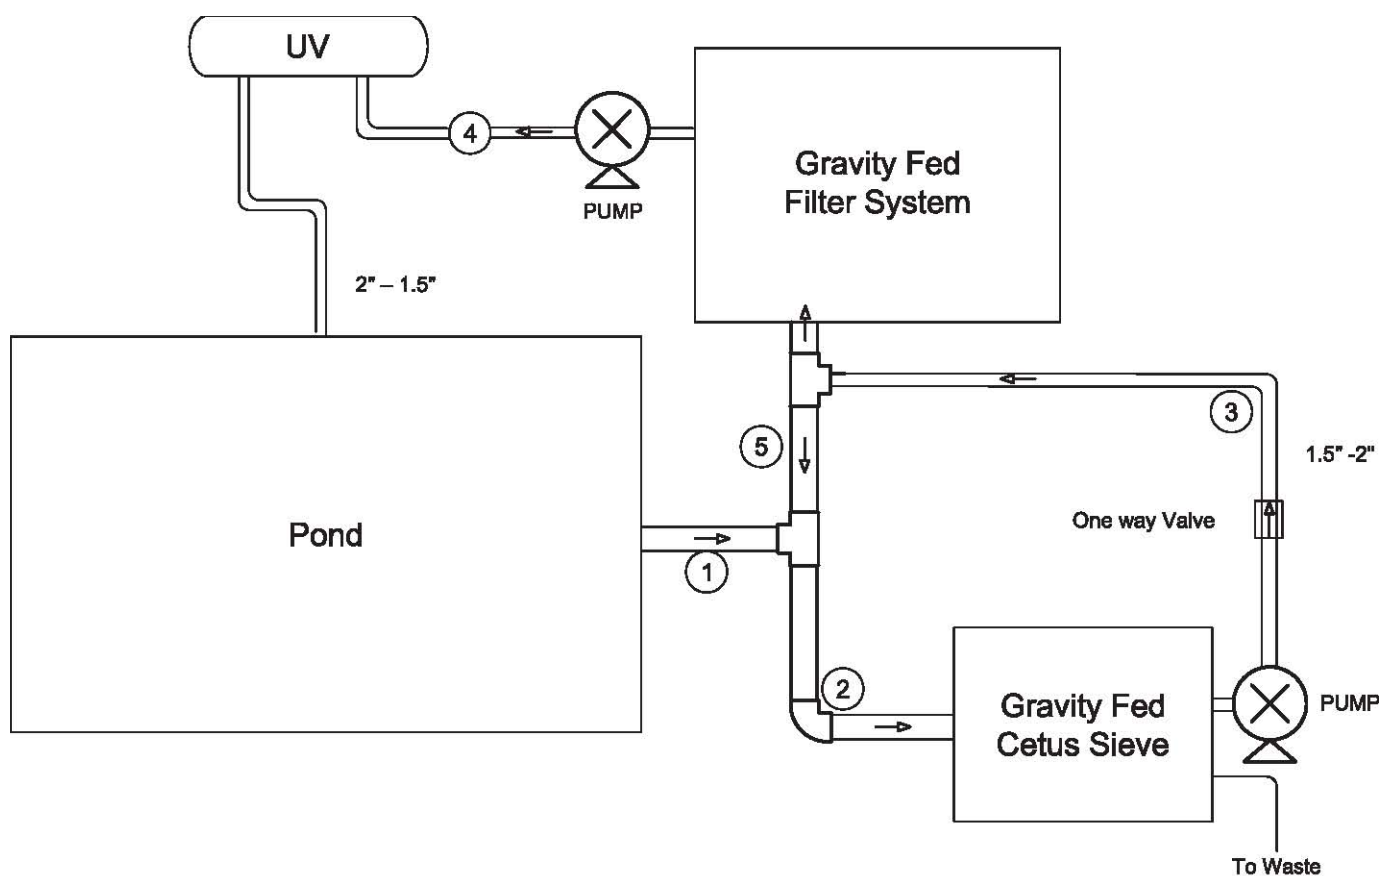 UV
4
PUMP
Gravity Fed
Filter System
2" – 1.5"
3
5
1.5" -2"
One way Valve
Pond
1
2
Gravity Fed
Cetus Sieve
PUMP
To Waste